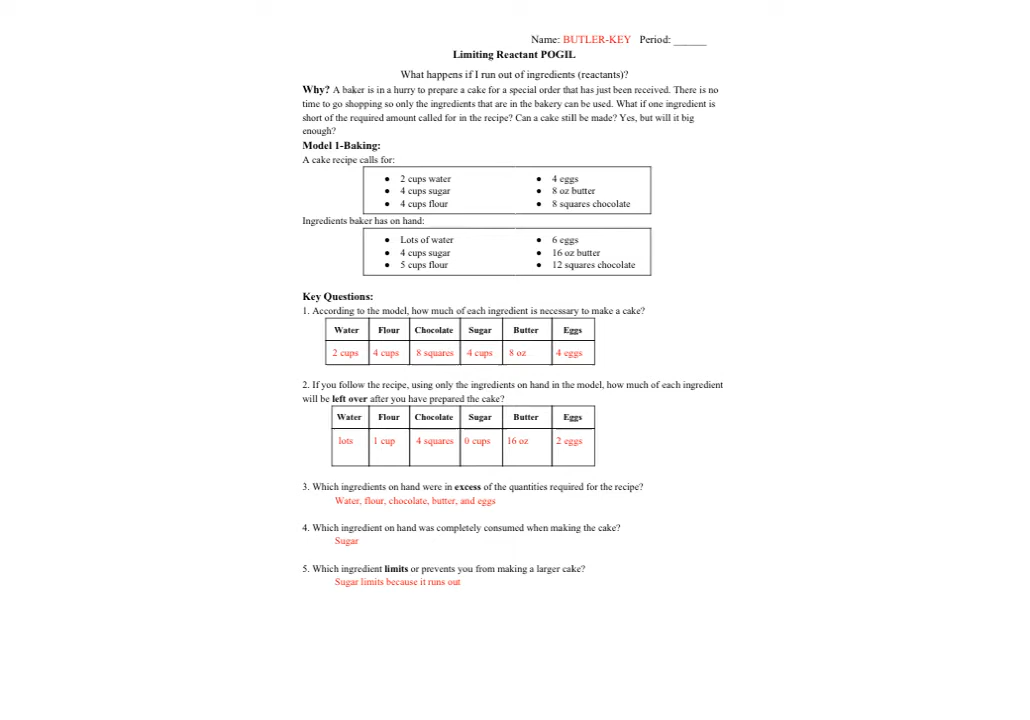 Name: BUTLER-KEY Period: ______
Limiting Reactant POGIL
What happens if I run out of ingredients (reactants)?
Why? A baker is in a hurry to prepare a cake for a special order that has just been received. There is no
time to go shopping so only the ingredients that are in the bakery can be used. What if one ingredient is
short of the required amount called for in the recipe? Can a cake still be made? Yes, but will it big
enough?
Model 1-Baking:
A cake recipe calls for:
● 2 cups water ● 4 eggs
● 4 cups sugar ● 8 oz butter
● 4 cups flour ● 8 squares chocolate
Ingredients baker has on hand:
● Lots of water ● 6 eggs
● 4 cups sugar ● 16 oz butter
● 5 cups flour ● 12 squares chocolate
Key Questions:
1. According to the model, how much of each ingredient is necessary to make a cake?
Water Flour Chocolate Sugar Butter Eggs
2 cups 4 cups 8 squares 4 cups 8 oz 4 eggs
2. If you follow the recipe, using only the ingredients on hand in the model, how much of each ingredient
will be left over after you have prepared the cake?
Water Flour Chocolate Sugar Butter Eggs
lots 1 cup 4 squares 0 cups 16 oz 2 eggs
3. Which ingredients on hand were in excess of the quantities required for the recipe?
Water, flour, chocolate, butter, and eggs
4. Which ingredient on hand was completely consumed when making the cake?
Sugar
5. Which ingredient limits or prevents you from making a larger cake?
Sugar limits because it runs out